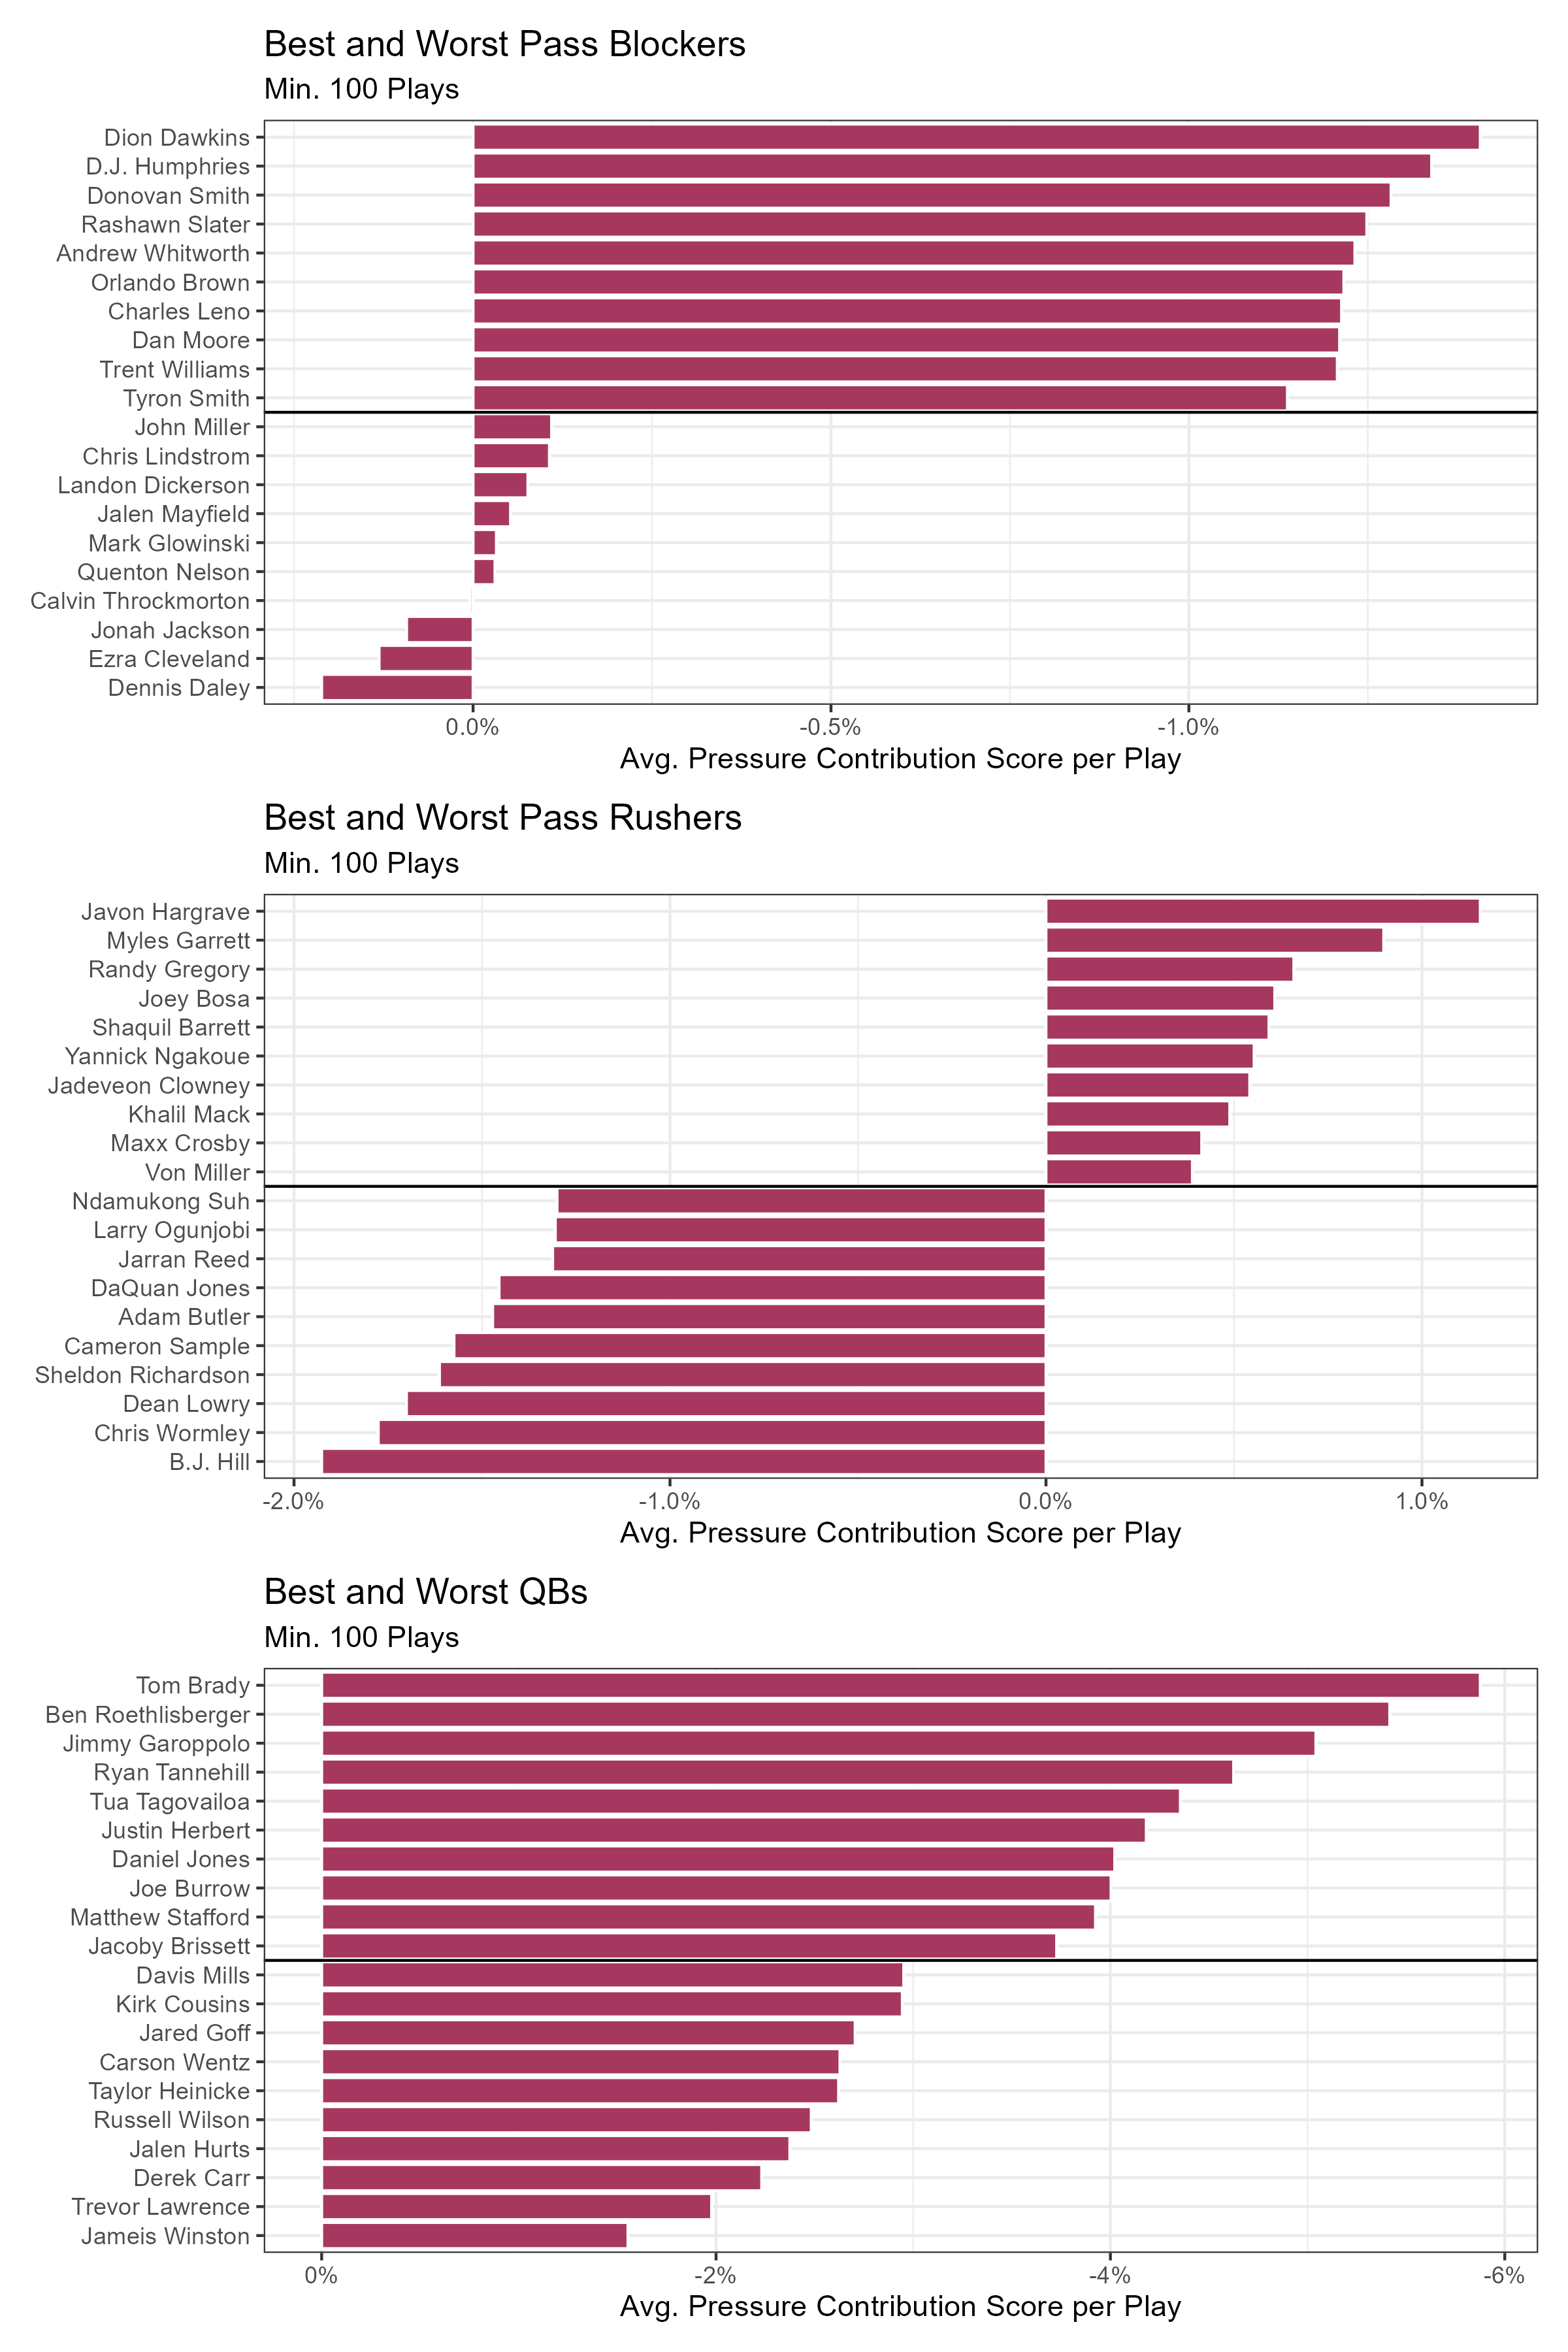 Best and Worst Pass Blockers
Min. 100 Plays
Dion Dawkins
D.J. Humphries
Donovan Smith
Rashawn Slater
Andrew Whitworth
Orlando Brown
Charles Leno
Dan Moore
Trent Williams
Tyron Smith
John Miller
Chris Lindstrom
Landon Dickerson
Jalen Mayfield
Mark Glowinski
Quenton Nelson
Calvin Throckmorton
Jonah Jackson
Ezra Cleveland
Dennis Daley
0.0% -0.5% -1.0%
Avg. Pressure Contribution Score per Play
Best and Worst Pass Rushers
Min. 100 Plays
Javon Hargrave
Myles Garrett
Randy Gregory
Joey Bosa
Shaquil Barrett
Yannick Ngakoue
Jadeveon Clowney
Khalil Mack
Maxx Crosby
Von Miller
Ndamukong Suh
Larry Ogunjobi
Jarran Reed
DaQuan Jones
Adam Butler
Cameron Sample
Sheldon Richardson
Dean Lowry
Chris Wormley
B.J. Hill
-2.0% -1.0% 0.0% 1.0%
Avg. Pressure Contribution Score per Play
Best and Worst QBs
Min. 100 Plays
Tom Brady
Ben Roethlisberger
Jimmy Garoppolo
Ryan Tannehill
Tua Tagovailoa
Justin Herbert
Daniel Jones
Joe Burrow
Matthew Stafford
Jacoby Brissett
Davis Mills
Kirk Cousins
Jared Goff
Carson Wentz
Taylor Heinicke
Russell Wilson
Jalen Hurts
Derek Carr
Trevor Lawrence
Jameis Winston
0% -2% -4% -6%
Avg. Pressure Contribution Score per Play